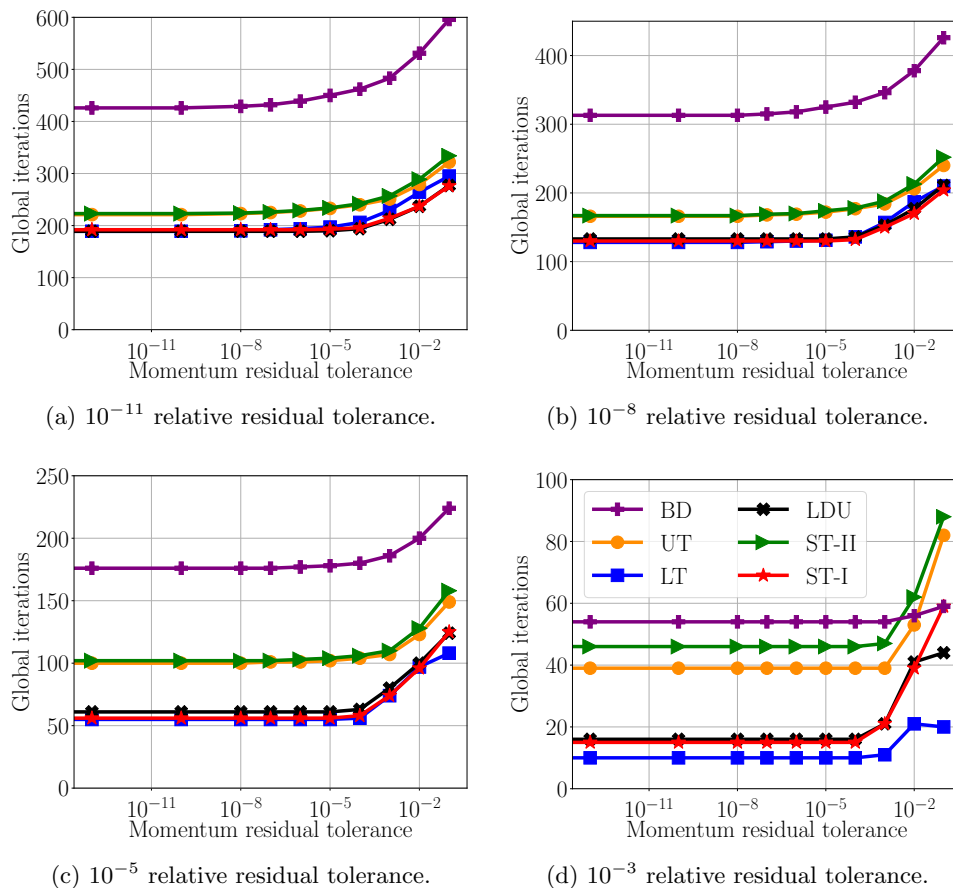 600
500
400
300
200
100
0
Global iterations
10⁻¹¹ 10⁻⁸ 10⁻⁵ 10⁻²
Momentum residual tolerance
(a) 10⁻¹¹ relative residual tolerance.
400
300
200
100
0
Global iterations
10⁻¹¹ 10⁻⁸ 10⁻⁵ 10⁻²
Momentum residual tolerance
(b) 10⁻⁸ relative residual tolerance.
250
200
150
100
50
0
Global iterations
10⁻¹¹ 10⁻⁸ 10⁻⁵ 10⁻²
Momentum residual tolerance
(c) 10⁻⁵ relative residual tolerance.
100
80
60
40
20
0
Global iterations
BD LDU
UT ST-II
LT ST-I
10⁻¹¹ 10⁻⁸ 10⁻⁵ 10⁻²
Momentum residual tolerance
(d) 10⁻³ relative residual tolerance.